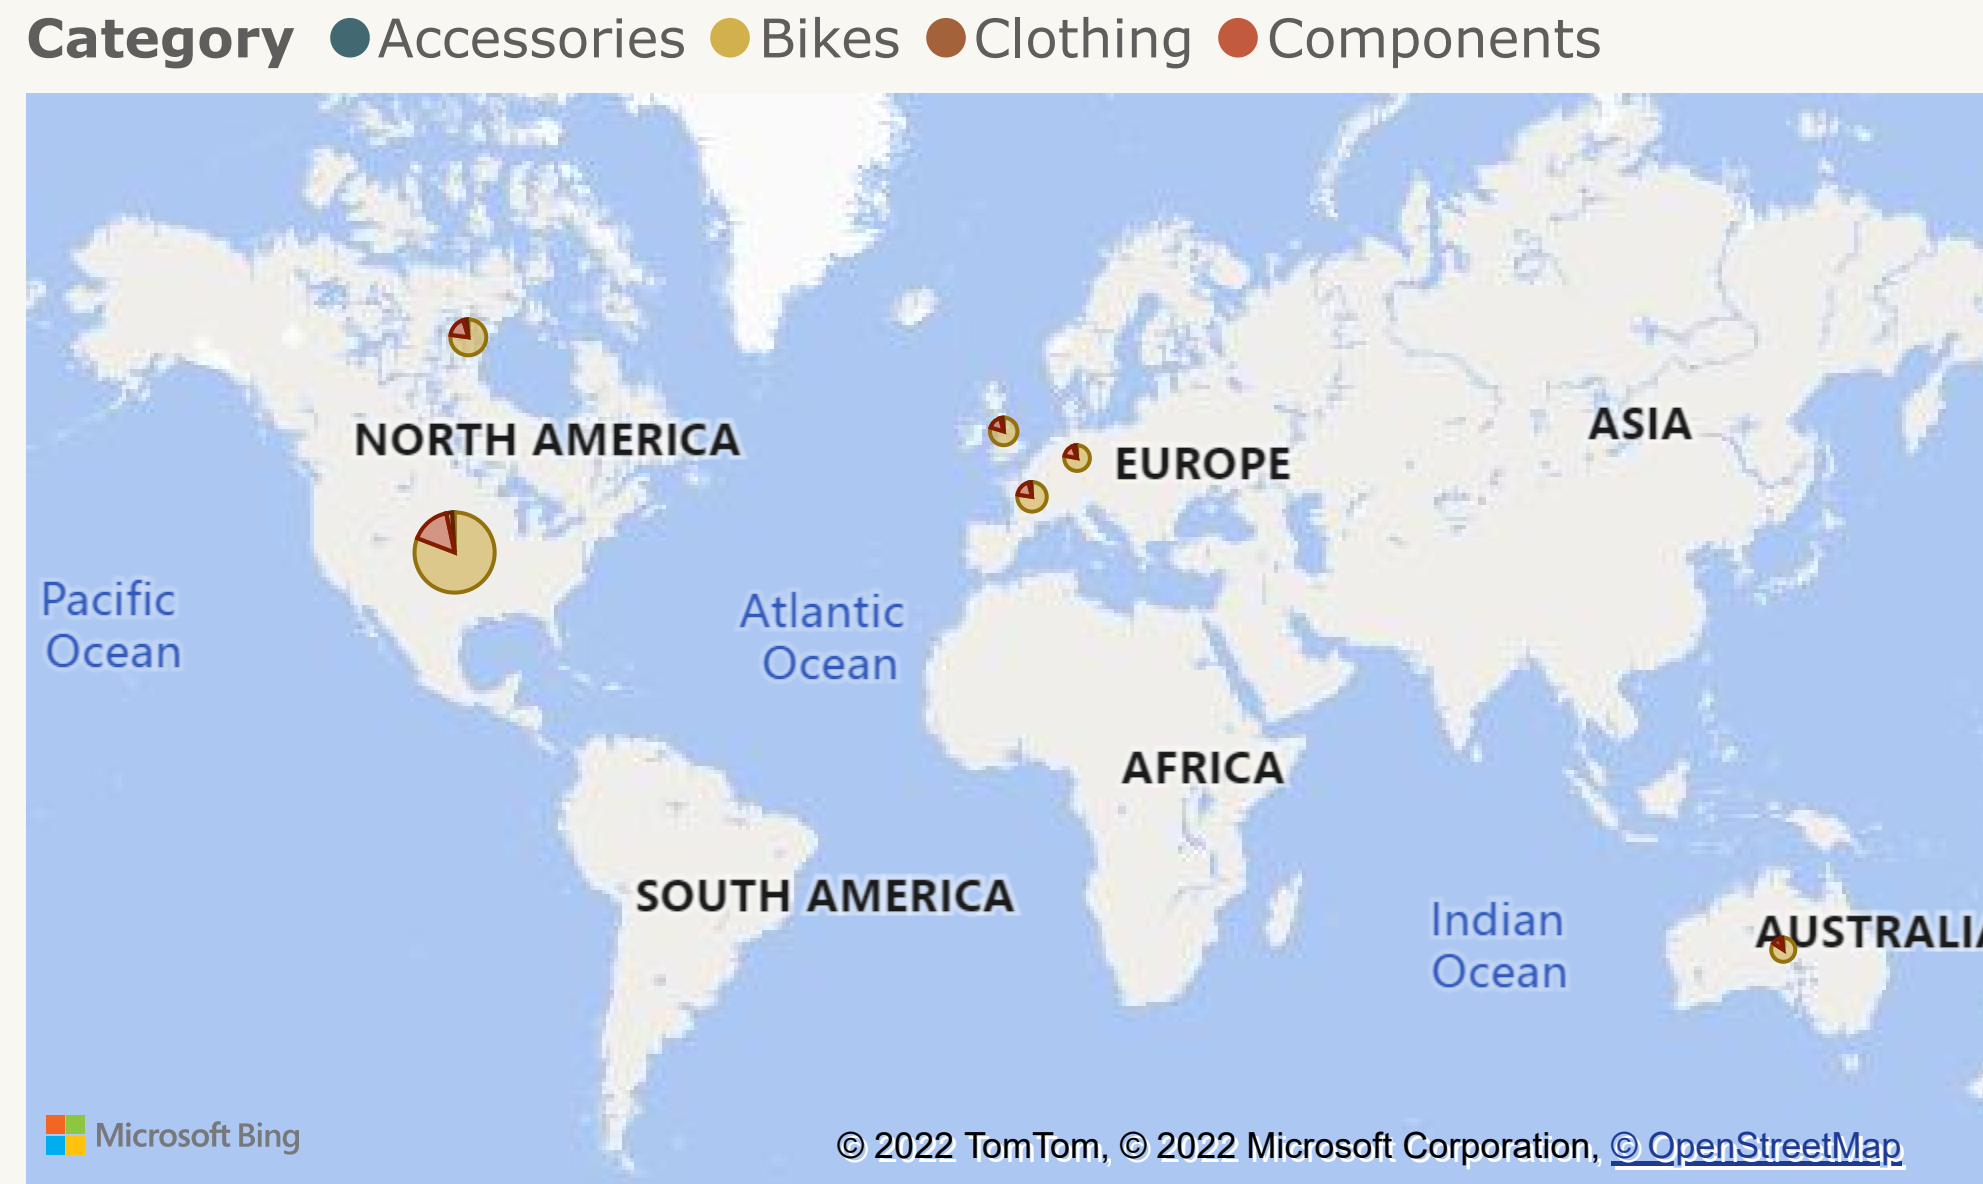 Category Accessories Bikes Clothing Components
NORTH AMERICA
ASIA
EUROPE
Pacific
Ocean
Atlantic
Ocean
AFRICA
SOUTH AMERICA
Indian
Ocean
AUSTRALIA
Microsoft Bing
© 2022 TomTom, © 2022 Microsoft Corporation, © OpenStreetMap